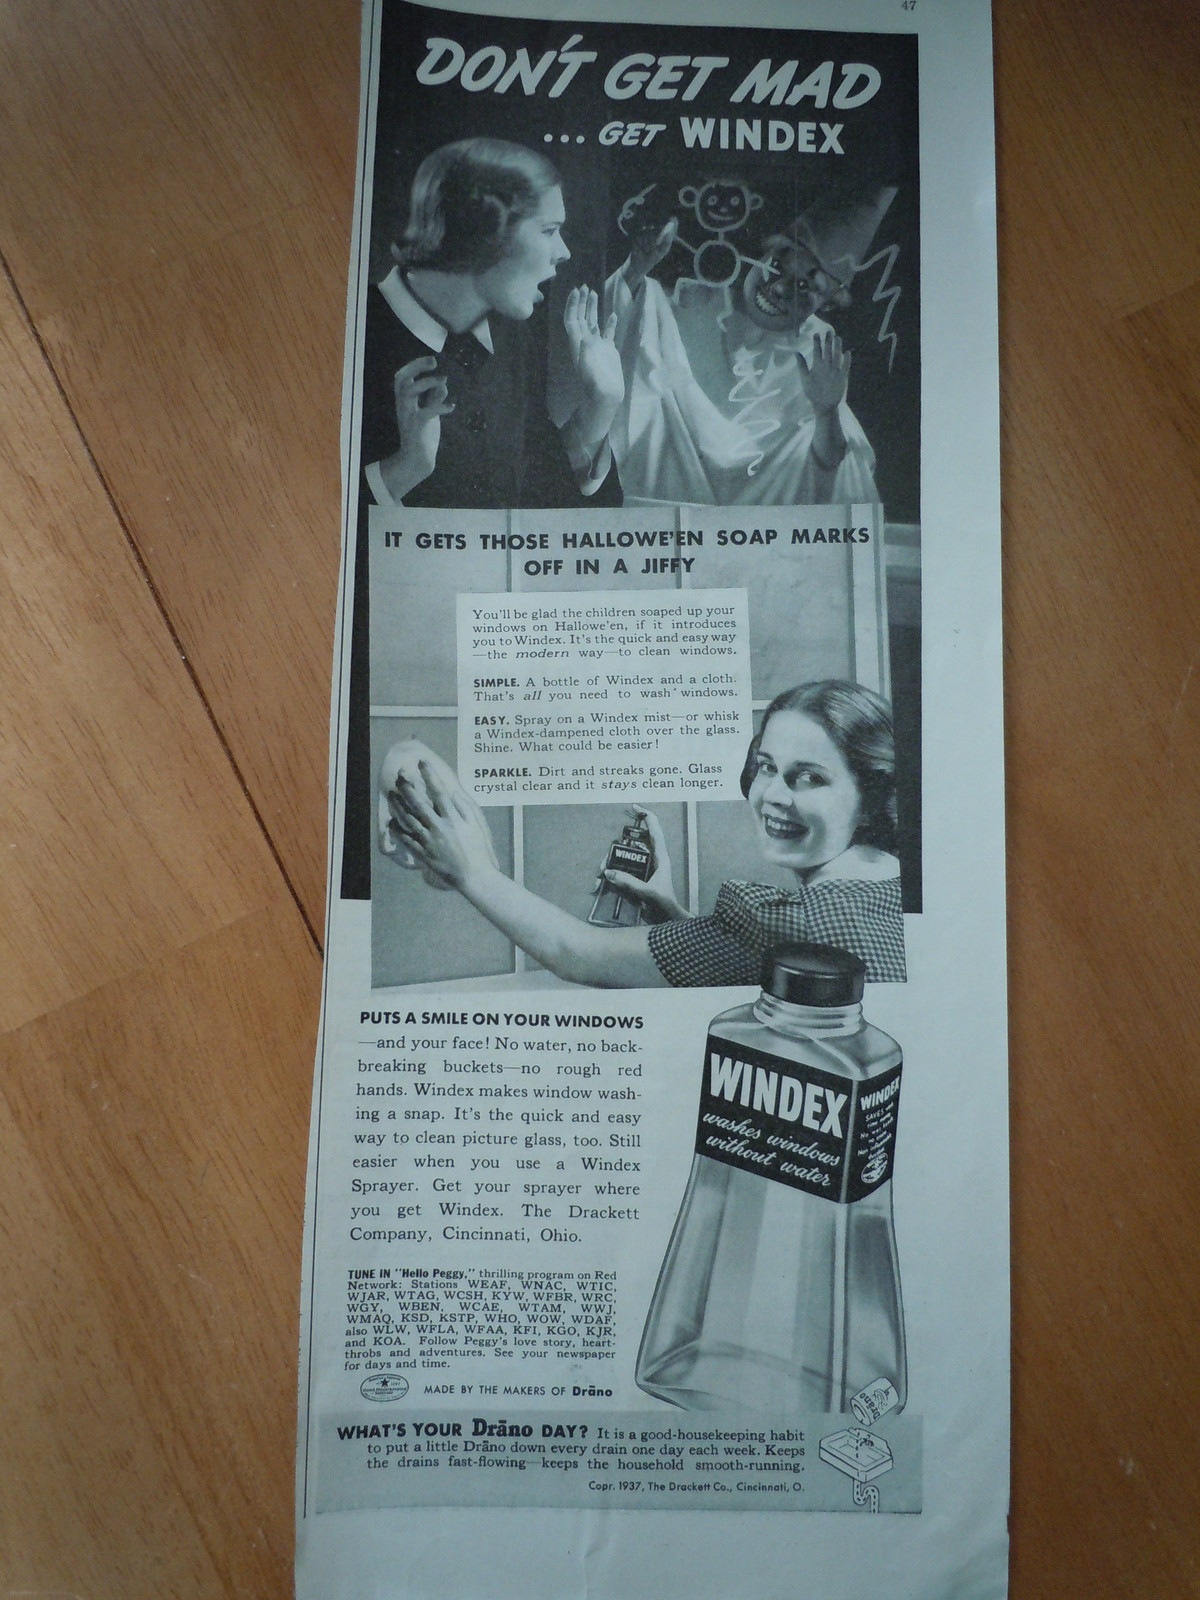 47
DON'T GET MAD
... GET WINDEX
IT GETS THOSE HALLOWE'EN SOAP MARKS
OFF IN A JIFFY
You'll be glad the children soaped up your
windows on Hallowe'en, if it introduces
you to Windex. It's the quick and easy way
—the modern way—to clean windows.
SIMPLE. A bottle of Windex and a cloth.
That's all you need to wash windows.
EASY. Spray on a Windex mist—or whisk
a Windex-dampened cloth over the glass.
Shine. What could be easier!
SPARKLE. Dirt and streaks gone. Glass
crystal clear and it stays clean longer.
WINDEX
PUTS A SMILE ON YOUR WINDOWS
—and your face! No water, no back-
breaking buckets—no rough red
hands. Windex makes window wash-
ing a snap. It's the quick and easy
way to clean picture glass, too. Still
easier when you use a Windex
Sprayer. Get your sprayer where
you get Windex. The Drackett
Company, Cincinnati, Ohio.
WINDEX
washes windows
without water
WINDEX
SAVES
TUNE IN "Hello Peggy," thrilling program on Red
Network: Stations WEAF, WNAC, WTIC,
WJAR, WTAG, WCSH, KYW, WFBR, WRC,
WGY, WBEN, WCAE, WTAM, WWJ,
WMAQ, KSD, KSTP, WHO, WOW, WDAF,
also WLW, WFLA, WFAA, KFI, KGO, KJR,
and KOA. Follow Peggy's love story, heart-
throbs and adventures. See your newspaper
for days and time.
MADE BY THE MAKERS OF Drāno
Drāno
WHAT'S YOUR Drāno DAY? It is a good-housekeeping habit
to put a little Drāno down every drain one day each week. Keeps
the drains fast-flowing—keeps the household smooth-running.
Copr. 1937, The Drackett Co., Cincinnati, O.